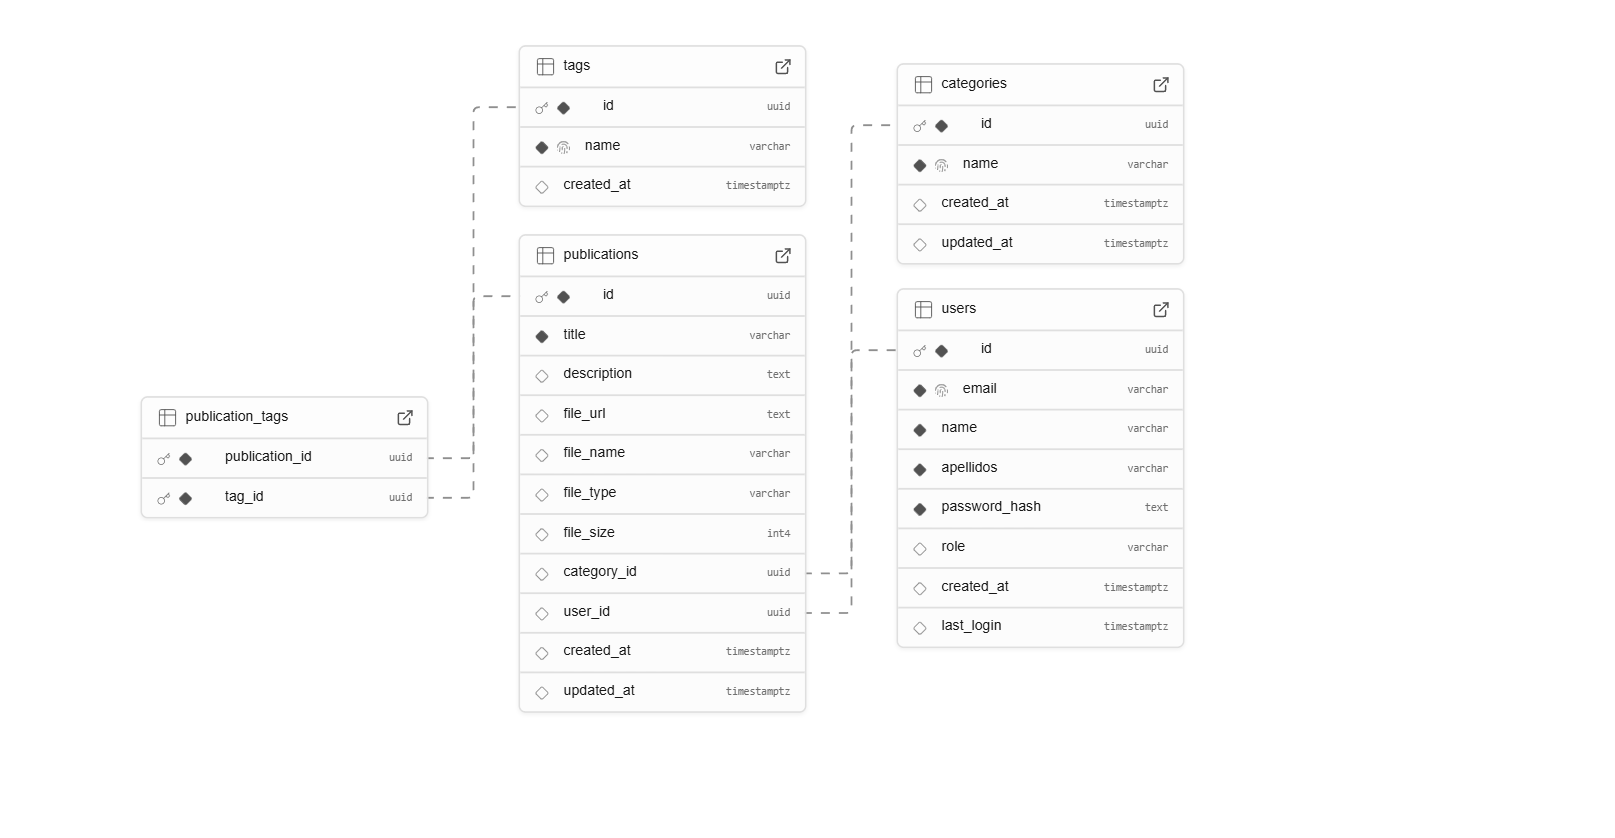 tags
id uuid
name varchar
created_at timestamptz
publications
id uuid
title varchar
description text
file_url text
file_name varchar
file_type varchar
file_size int4
category_id uuid
user_id uuid
created_at timestamptz
updated_at timestamptz
publication_tags
publication_id uuid
tag_id uuid
categories
id uuid
name varchar
created_at timestamptz
updated_at timestamptz
users
id uuid
email varchar
name varchar
apellidos varchar
password_hash text
role varchar
created_at timestamptz
last_login timestamptz